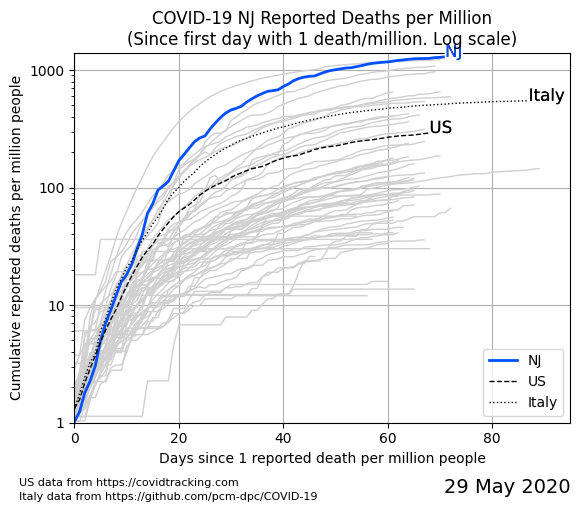 COVID-19 NJ Reported Deaths per Million
(Since first day with 1 death/million. Log scale)
Cumulative reported deaths per million people
1000
100
10
1
NJ
Italy
US
NJ
US
Italy
0 20 40 60 80
Days since 1 reported death per million people
US data from https://covidtracking.com
Italy data from https://github.com/pcm-dpc/COVID-19
29 May 2020